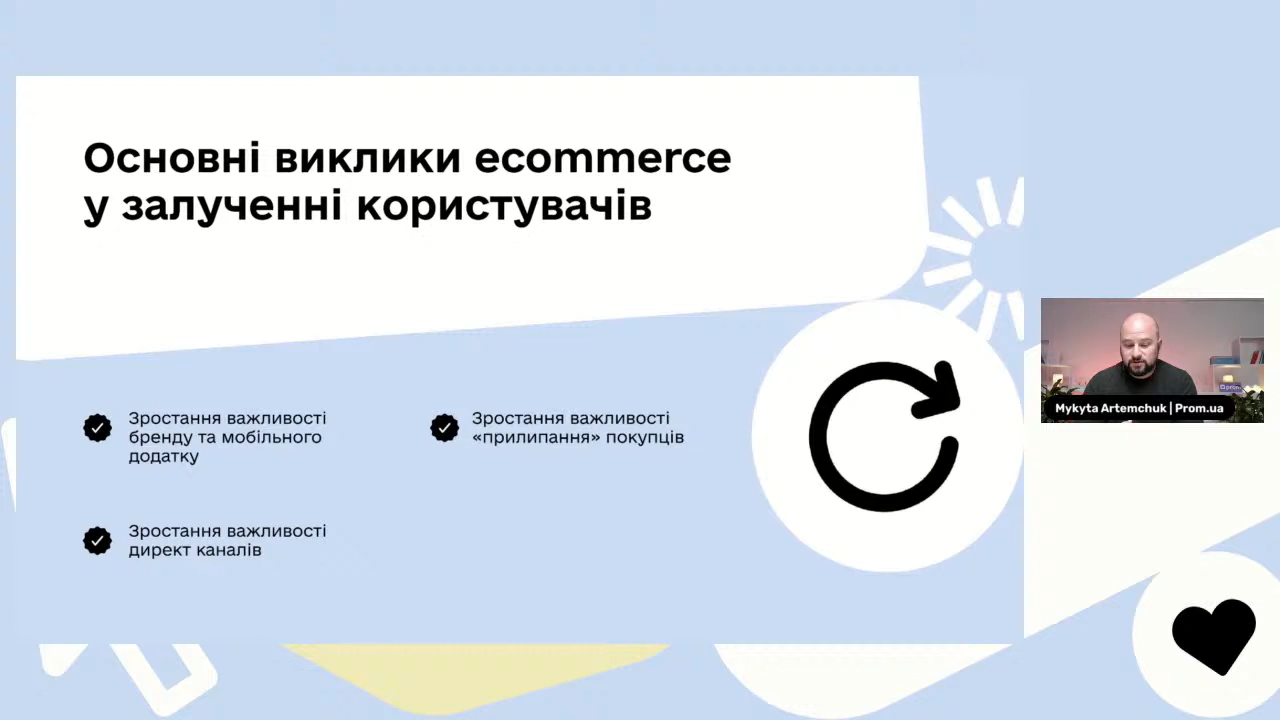 Основні виклики ecommerce
у залученні користувачів
Зростання важливості
бренду та мобільного
додатку
Зростання важливості
«прилипання» покупців
Зростання важливості
директ каналів
Mykyta Artemchuk | Prom.ua